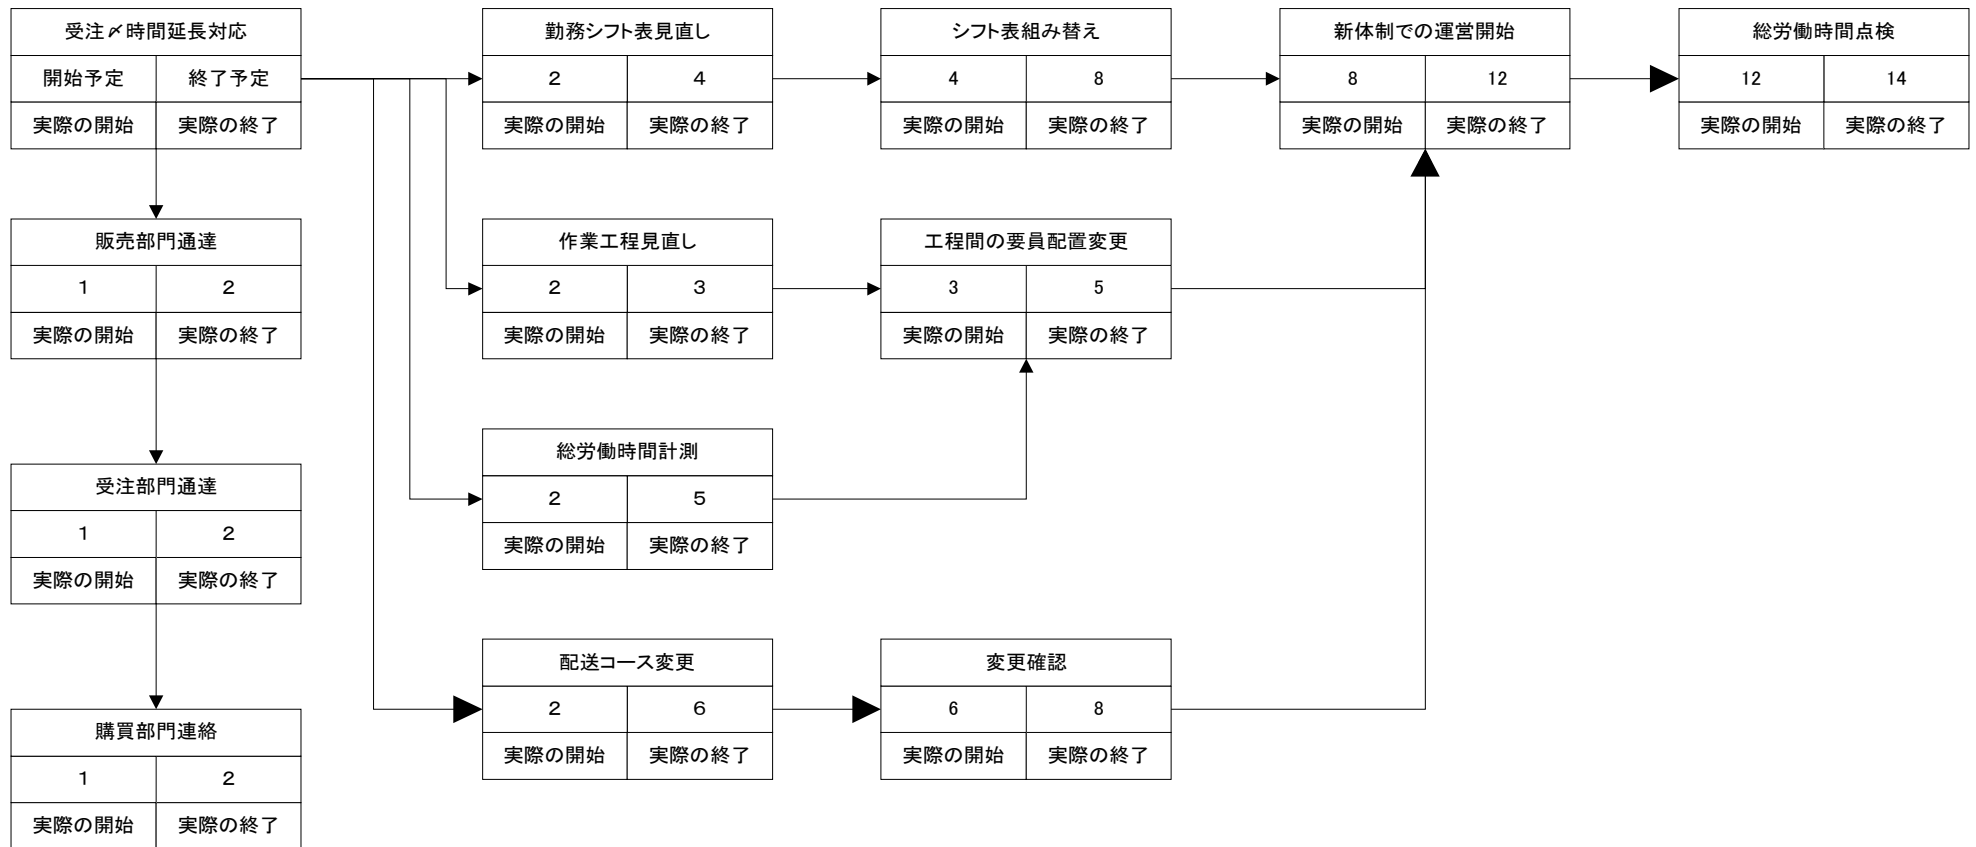 受注〆時間延長対応
開始予定 終了予定
実際の開始 実際の終了
勤務シフト表見直し
2 4
実際の開始 実際の終了
シフト表組み替え
4 8
実際の開始 実際の終了
新体制での運営開始
8 12
実際の開始 実際の終了
総労働時間点検
12 14
実際の開始 実際の終了
販売部門通達
1 2
実際の開始 実際の終了
作業工程見直し
2 3
実際の開始 実際の終了
工程間の要員配置変更
3 5
実際の開始 実際の終了
受注部門通達
1 2
実際の開始 実際の終了
総労働時間計測
2 5
実際の開始 実際の終了
購買部門連絡
1 2
実際の開始 実際の終了
配送コース変更
2 6
実際の開始 実際の終了
変更確認
6 8
実際の開始 実際の終了